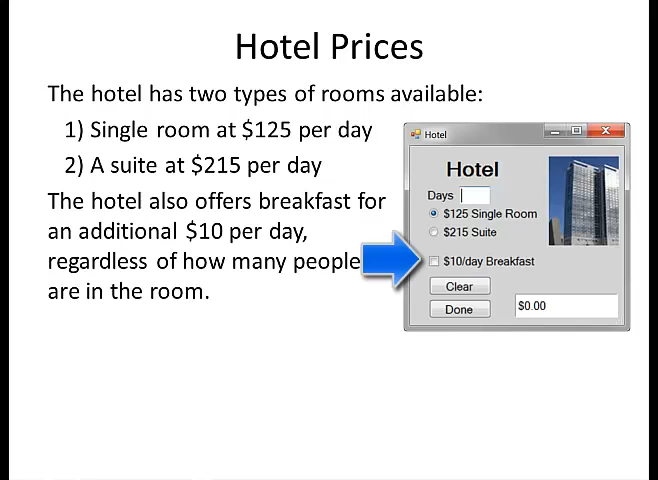 Hotel Prices
The hotel has two types of rooms available:
1) Single room at $125 per day
2) A suite at $215 per day
The hotel also offers breakfast for
an additional $10 per day,
regardless of how many people
are in the room.
Hotel
Hotel
Days
$125 Single Room
$215 Suite
$10/day Breakfast
Clear
Done
$0.00